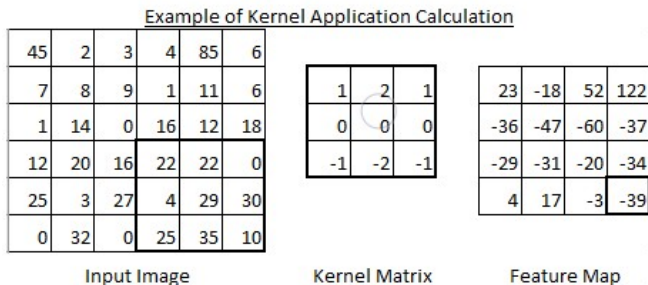 Example of Kernel Application Calculation
45 2 3 4 85 6
7 8 9 1 11 6
1 14 0 16 12 18
12 20 16 22 22 0
25 3 27 4 29 30
0 32 0 25 35 10
Input Image
1 2 1
0 0 0
-1 -2 -1
Kernel Matrix
23 -18 52 122
-36 -47 -60 -37
-29 -31 -20 -34
4 17 -3 -39
Feature Map